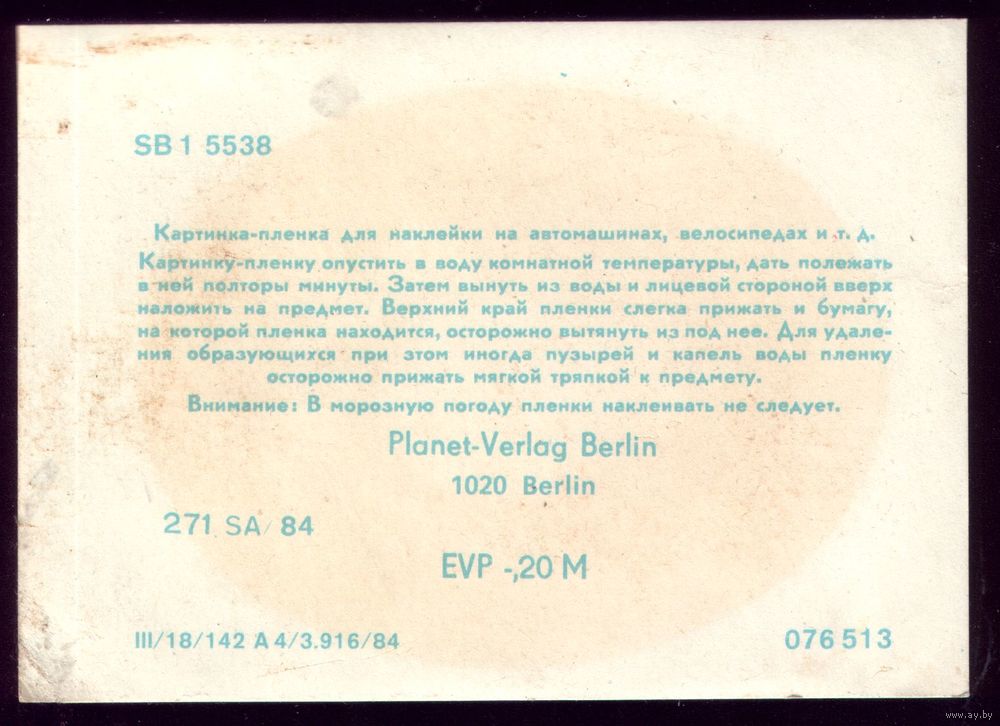 SB 1 5538
Картинка-пленка для наклейки на автомашинах, велосипедах и т. д.
Картинку-пленку опустить в воду комнатной температуры, дать полежать
в ней полторы минуты. Затем вынуть из воды и лицевой стороной вверх
наложить на предмет. Верхний край пленки слегка прижать и бумагу,
на которой пленка находится, осторожно вытянуть из под нее. Для удале-
ния образующихся при этом иногда пузырей и капель воды пленку
осторожно прижать мягкой тряпкой к предмету.
Внимание: В морозную погоду пленки наклеивать не следует.
Planet-Verlag Berlin
1020 Berlin
271 SA/84
EVP -,20 M
III/18/142 A 4/3.916/84
076 513
www.ay.by